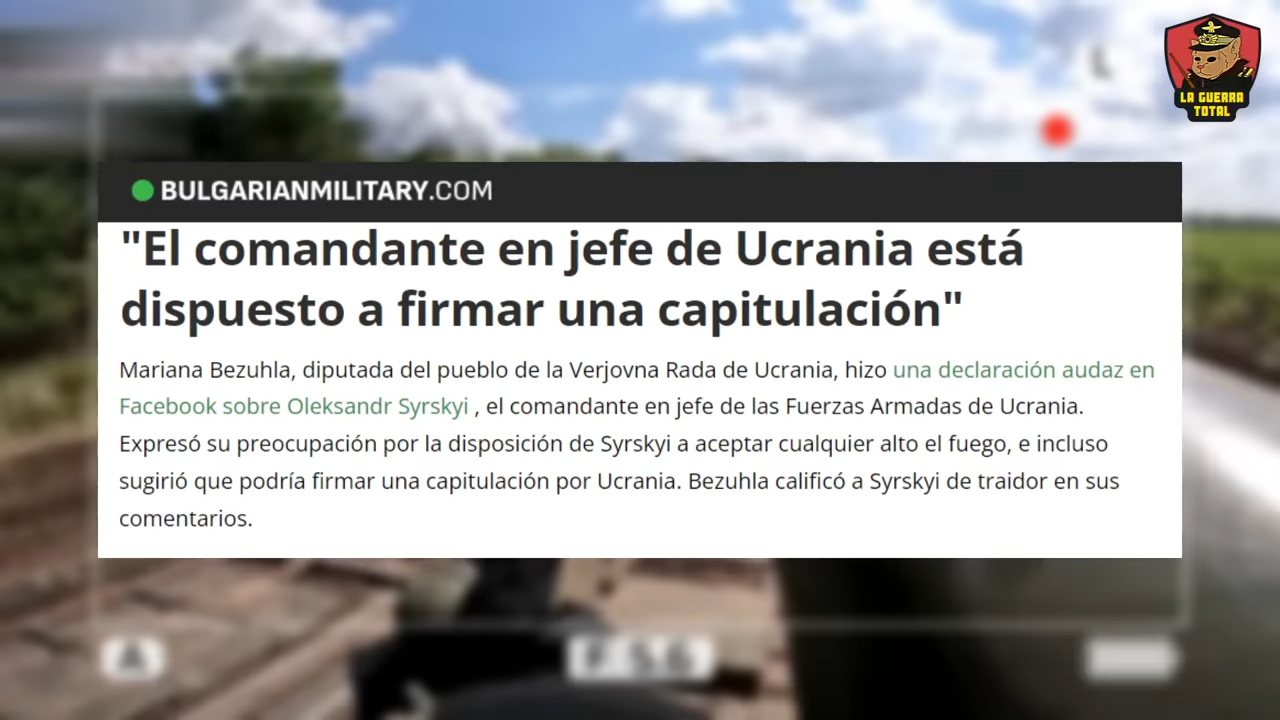 LA GUERRA
TOTAL
BULGARIANMILITARY.COM
"El comandante en jefe de Ucrania está
dispuesto a firmar una capitulación"
Mariana Bezuhla, diputada del pueblo de la Verjovna Rada de Ucrania, hizo una declaración audaz en
Facebook sobre Oleksandr Syrskyi , el comandante en jefe de las Fuerzas Armadas de Ucrania.
Expresó su preocupación por la disposición de Syrskyi a aceptar cualquier alto el fuego, e incluso
sugirió que podría firmar una capitulación por Ucrania. Bezuhla calificó a Syrskyi de traidor en sus
comentarios.
A
F 5.6